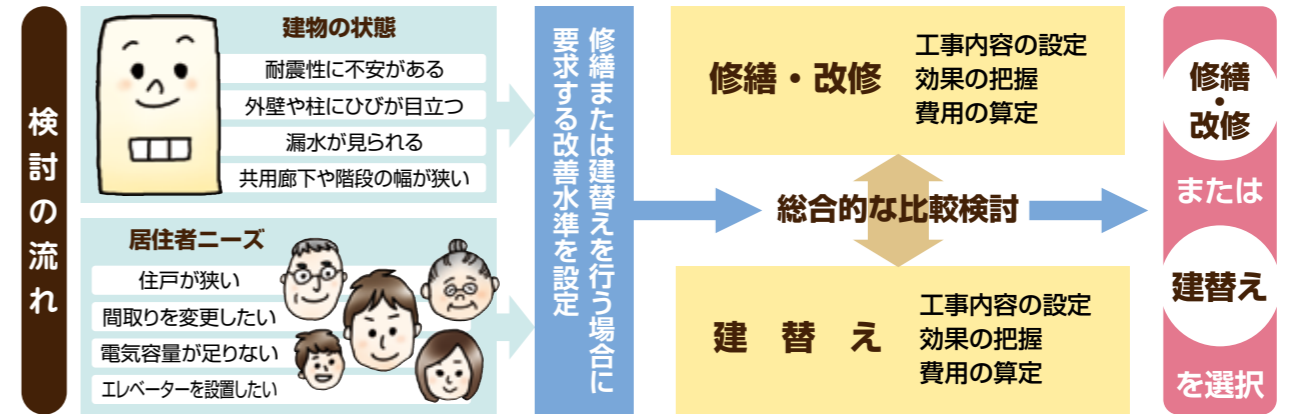 検討の流れ
建物の状態
耐震性に不安がある
外壁や柱にひびが目立つ
漏水が見られる
共用廊下や階段の幅が狭い
居住者ニーズ
住戸が狭い
間取りを変更したい
電気容量が足りない
エレベーターを設置したい
修繕または建替えを行う場合に
要求する改善水準を設定
修繕・改修
工事内容の設定
効果の把握
費用の算定
総合的な比較検討
建替え
工事内容の設定
効果の把握
費用の算定
修繕
・
改修
または
建替え
を選択